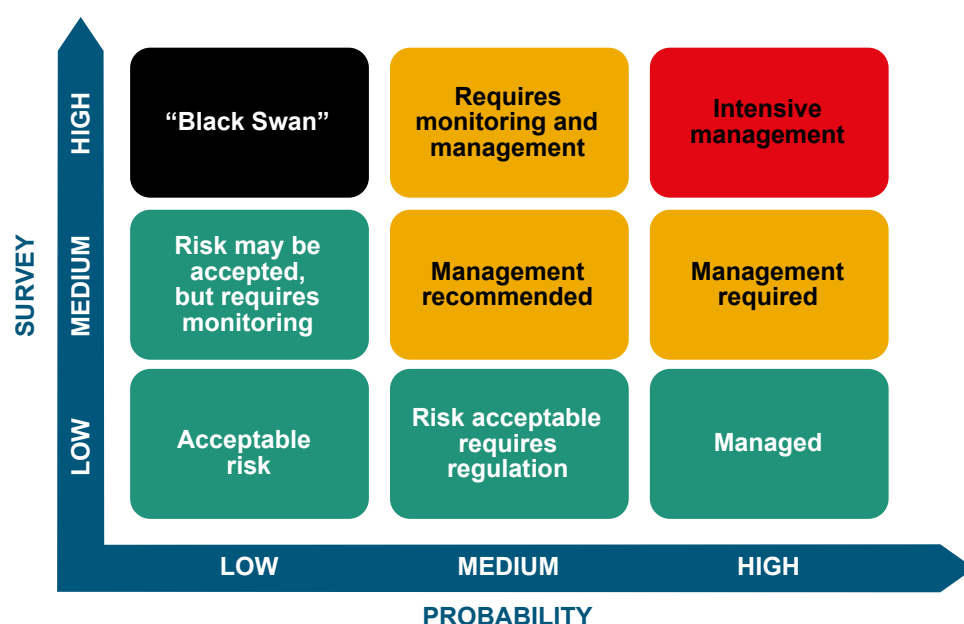 HIGH
“Black Swan”
Requires
monitoring and
management
Intensive
management
SURVEY
MEDIUM
Risk may be
accepted,
but requires
monitoring
Management
recommended
Management
required
LOW
Acceptable
risk
Risk acceptable
requires
regulation
Managed
LOW
MEDIUM
HIGH
PROBABILITY